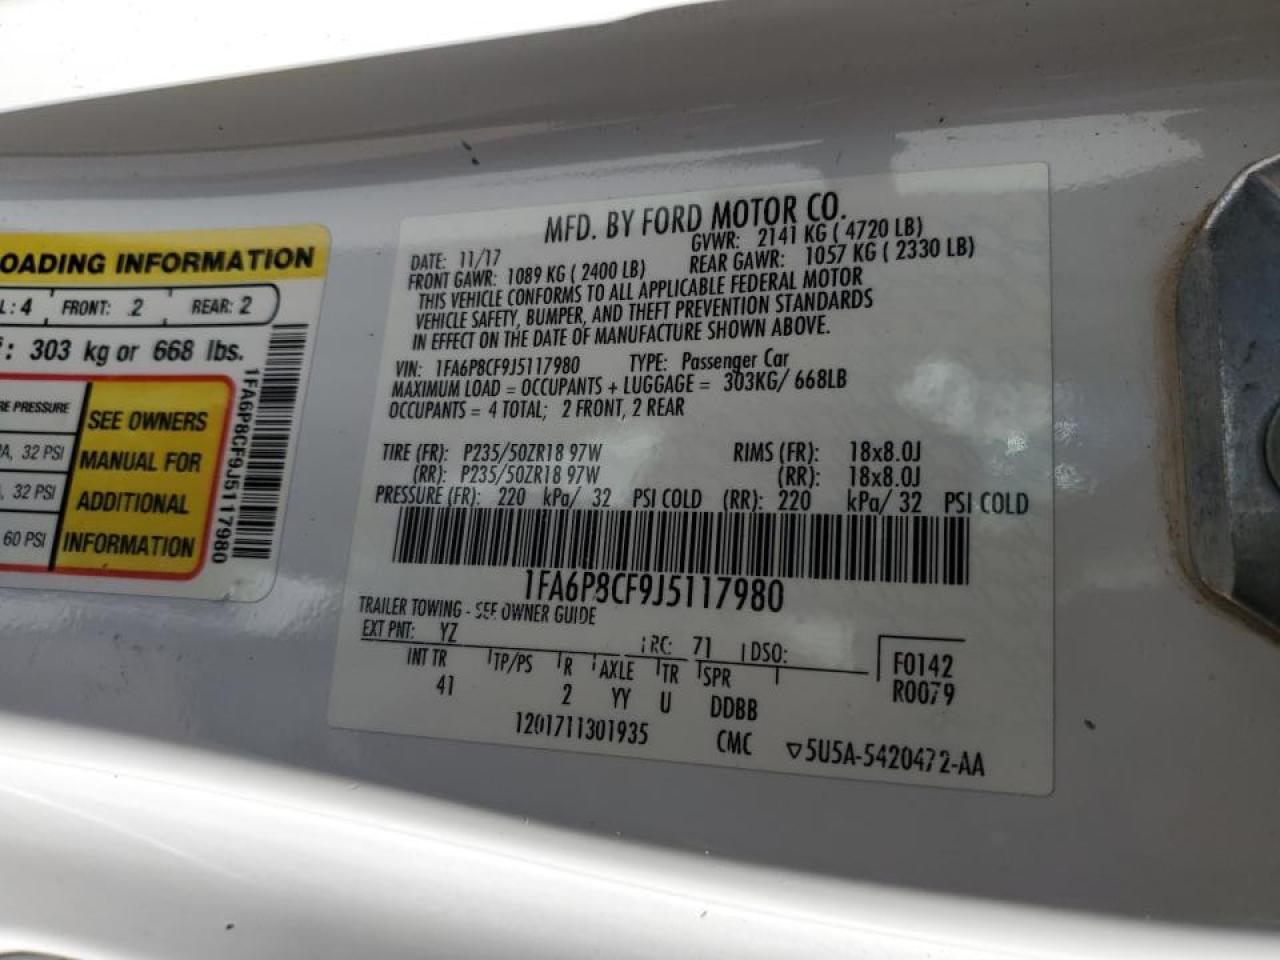 OADING INFORMATION
L: 4 FRONT: 2 REAR: 2
: 303 kg or 668 lbs.
RE PRESSURE
A, 32 PSI
, 32 PSI
60 PSI
SEE OWNERS
MANUAL FOR
ADDITIONAL
INFORMATION
1FA6P8CF9J5117980
MFD. BY FORD MOTOR CO.
DATE: 11/17 GVWR: 2141 KG ( 4720 LB)
FRONT GAWR: 1089 KG ( 2400 LB) REAR GAWR: 1057 KG ( 2330 LB)
THIS VEHICLE CONFORMS TO ALL APPLICABLE FEDERAL MOTOR
VEHICLE SAFETY, BUMPER, AND THEFT PREVENTION STANDARDS
IN EFFECT ON THE DATE OF MANUFACTURE SHOWN ABOVE.
VIN: 1FA6P8CF9J5117980 TYPE: Passenger Car
MAXIMUM LOAD = OCCUPANTS + LUGGAGE = 303KG/ 668LB
OCCUPANTS = 4 TOTAL; 2 FRONT, 2 REAR
TIRE (FR): P235/50ZR18 97W RIMS (FR): 18x8.0J
(RR): P235/50ZR18 97W (RR): 18x8.0J
PRESSURE (FR): 220 kPa/ 32 PSI COLD (RR): 220 kPa/ 32 PSI COLD
1FA6P8CF9J5117980
TRAILER TOWING - SEE OWNER GUIDE
EXT PNT: YZ RC: 71 DSO:
INT TR TP/PS R AXLE TR SPR
41 2 YY U DDBB
F0142
R0079
1201711301935 CMC ▽5U5A-5420472-AA